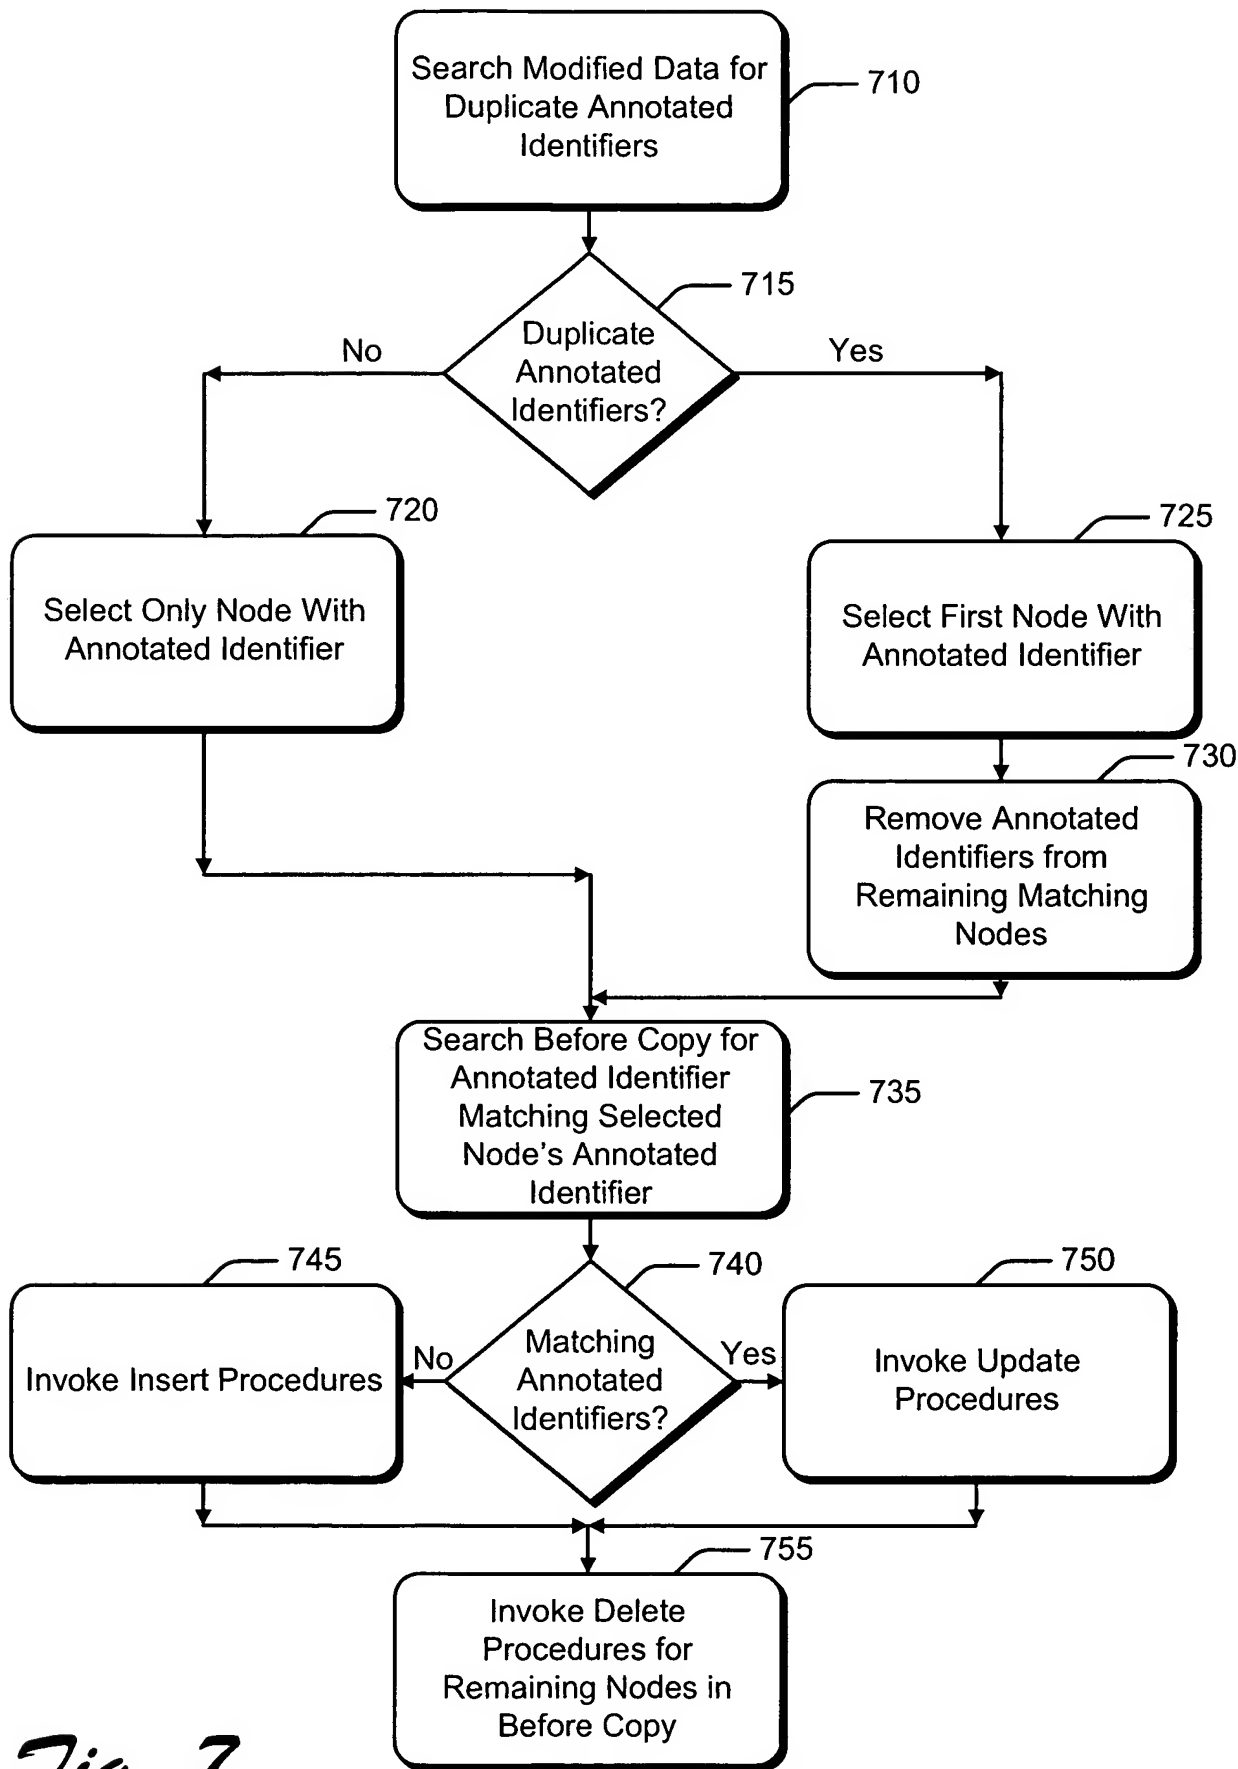 Search Modified Data for
Duplicate Annotated
Identifiers
710
715
Duplicate
Annotated
Identifiers?
No
Yes
720
Select Only Node With
Annotated Identifier
725
Select First Node With
Annotated Identifier
730
Remove Annotated
Identifiers from
Remaining Matching
Nodes
Search Before Copy for
Annotated Identifier
Matching Selected
Node's Annotated
Identifier
735
745
Invoke Insert Procedures
740
Matching
Annotated
Identifiers?
No
Yes
750
Invoke Update
Procedures
755
Invoke Delete
Procedures for
Remaining Nodes in
Before Copy
Fig. 7